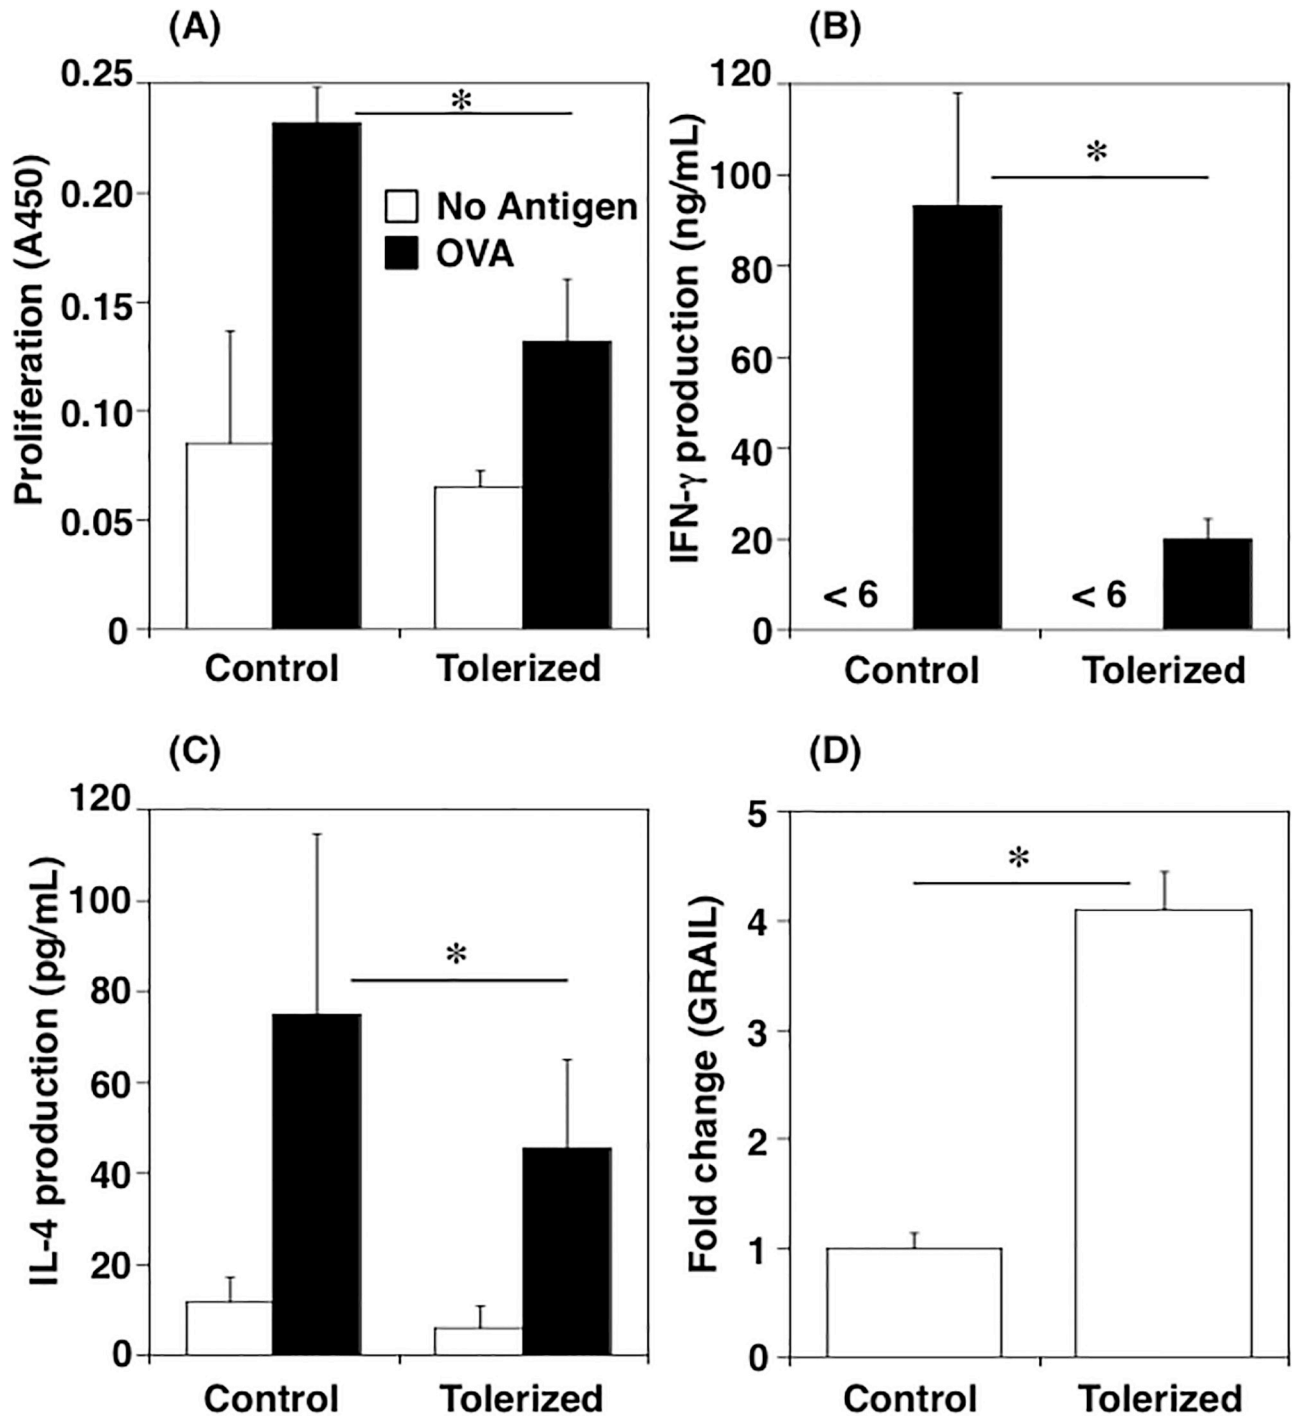 (A)
0.25
0.20
0.15
0.10
0.05
0
Proliferation (A450)
*
No Antigen
OVA
Control
Tolerized
(B)
120
100
80
60
40
20
0
IFN-γ production (ng/mL)
*
< 6
< 6
Control
Tolerized
(C)
120
100
80
60
40
20
0
IL-4 production (pg/mL)
*
Control
Tolerized
(D)
5
4
3
2
1
0
Fold change (GRAIL)
*
Control
Tolerized